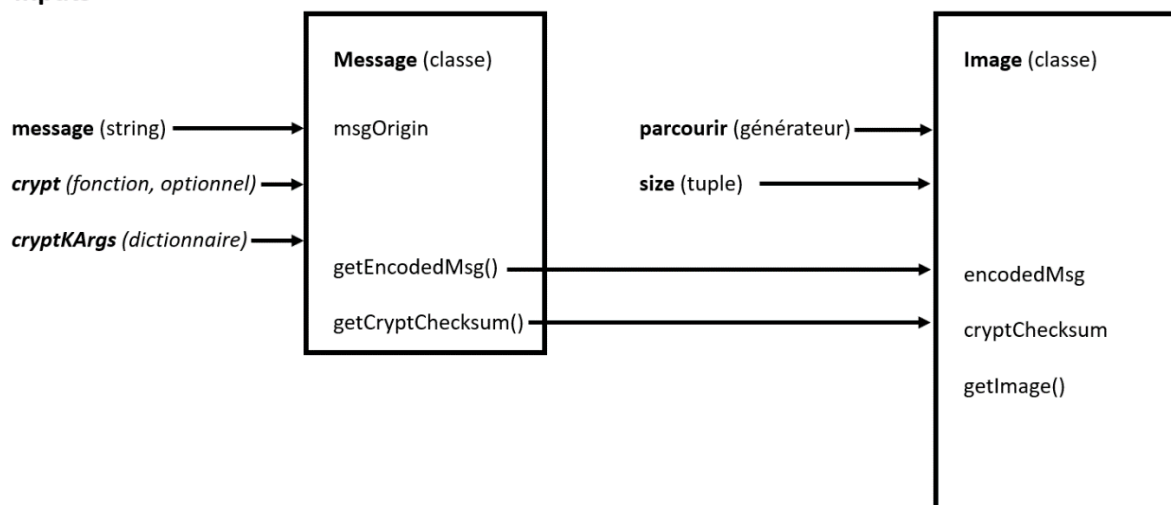 Message (classe)
Image (classe)
message (string)
msgOrigin
parcourir (générateur)
crypt (fonction, optionnel)
size (tuple)
cryptKArgs (dictionnaire)
getEncodedMsg()
encodedMsg
getCryptChecksum()
cryptChecksum
getImage()